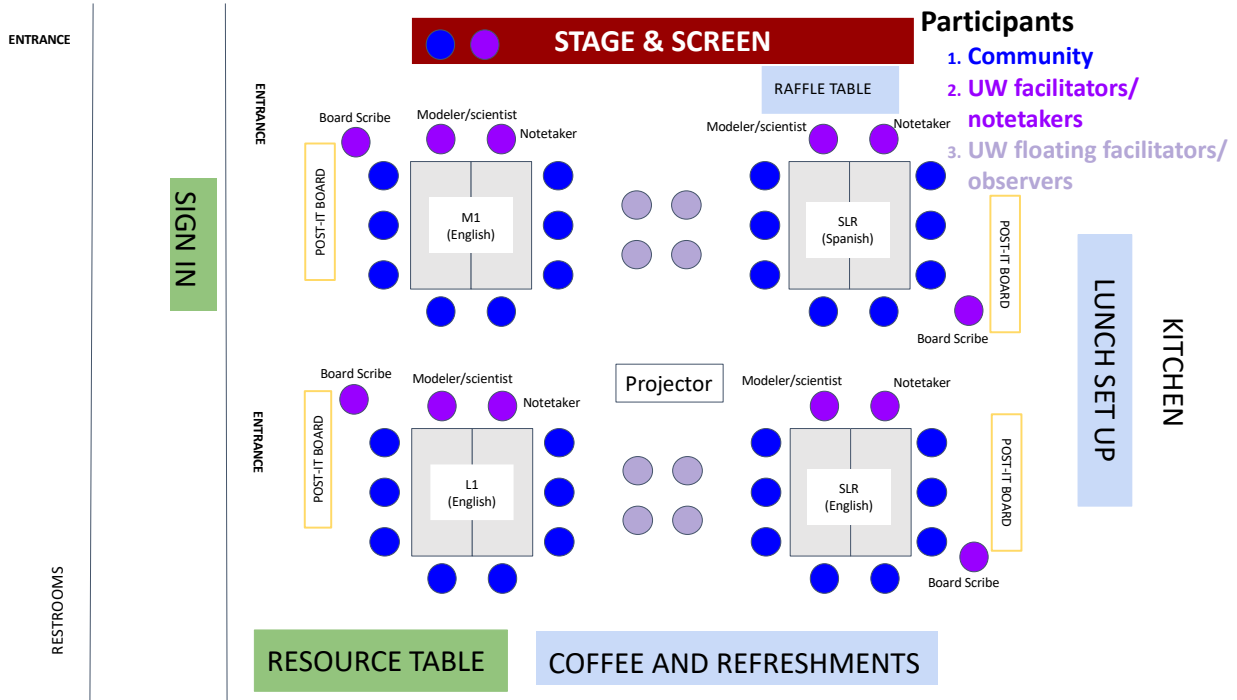 ENTRANCE
STAGE & SCREEN
Participants
1. Community
2. UW facilitators/
notetakers
3. UW floating facilitators/
observers
RAFFLE TABLE
ENTRANCE
Board Scribe
Modeler/scientist
Notetaker
Modeler/scientist
Notetaker
SIGN IN
POST-IT BOARD
M1
(English)
SLR
(Spanish)
POST-IT BOARD
Board Scribe
LUNCH SET UP
KITCHEN
Board Scribe
Modeler/scientist
Notetaker
Projector
Modeler/scientist
Notetaker
ENTRANCE
POST-IT BOARD
L1
(English)
SLR
(English)
POST-IT BOARD
Board Scribe
RESTROOMS
RESOURCE TABLE
COFFEE AND REFRESHMENTS